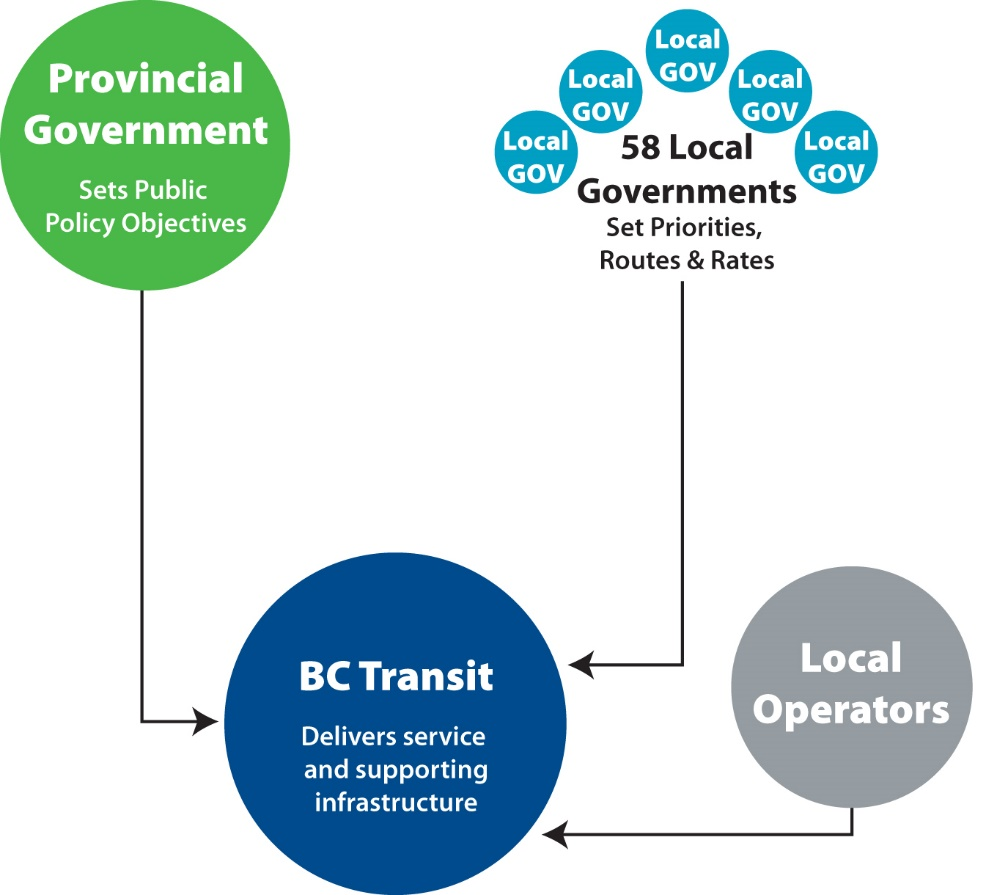 Provincial
Government
Sets Public
Policy Objectives
Local
GOV
Local
GOV
Local
GOV
Local
GOV
Local
GOV
58 Local
Governments
Set Priorities,
Routes & Rates
BC Transit
Delivers service
and supporting
infrastructure
Local
Operators